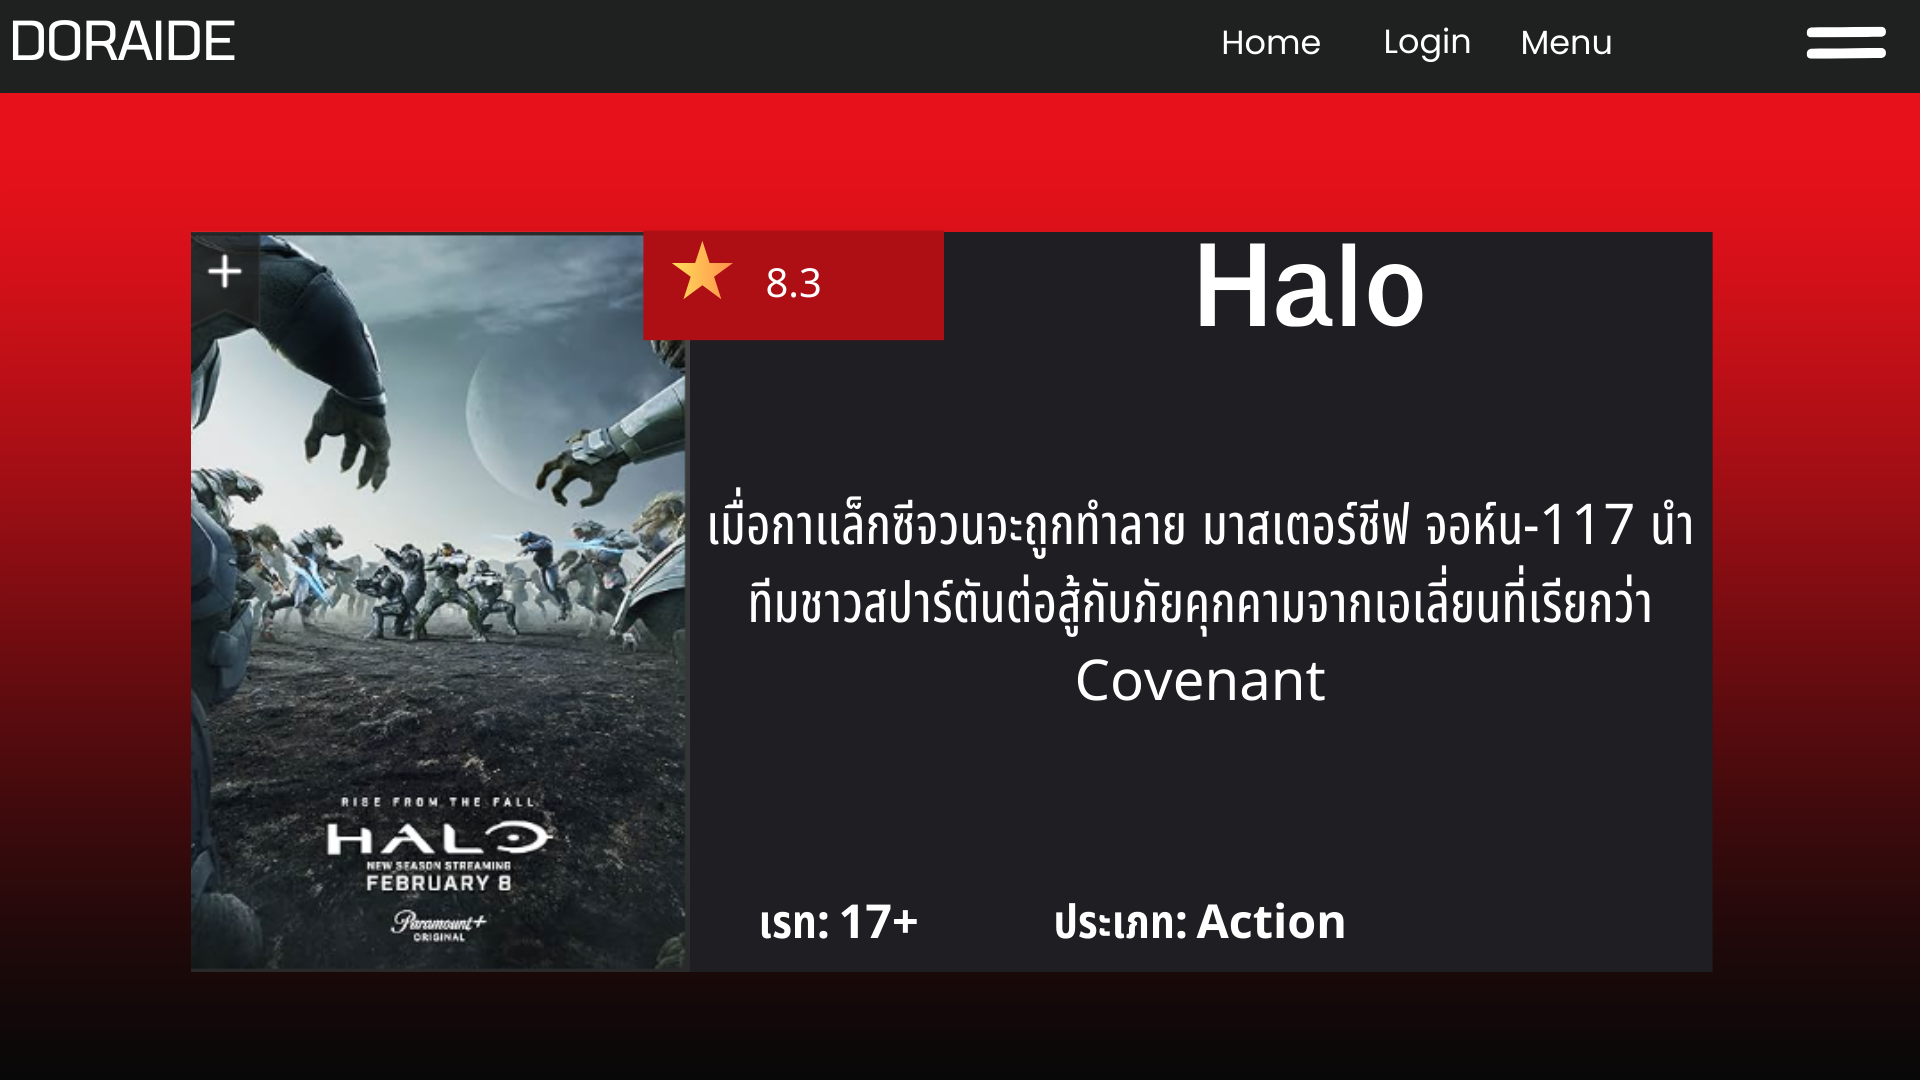 DORAIDE
Home Login Menu
8.3
Halo
เมื่อกาแล็กซีจวนจะถูกทำลาย มาสเตอร์ชีฟ จอห์น-117 นำ
ทีมชาวสปาร์ตันต่อสู้กับภัยคุกคามจากเอเลี่ยนที่เรียกว่า
Covenant
RISE FROM THE FALL
HALO
NEW SEASON STREAMING
FEBRUARY 8
Paramount+
ORIGINAL
เรท: 17+ ประเภท: Action